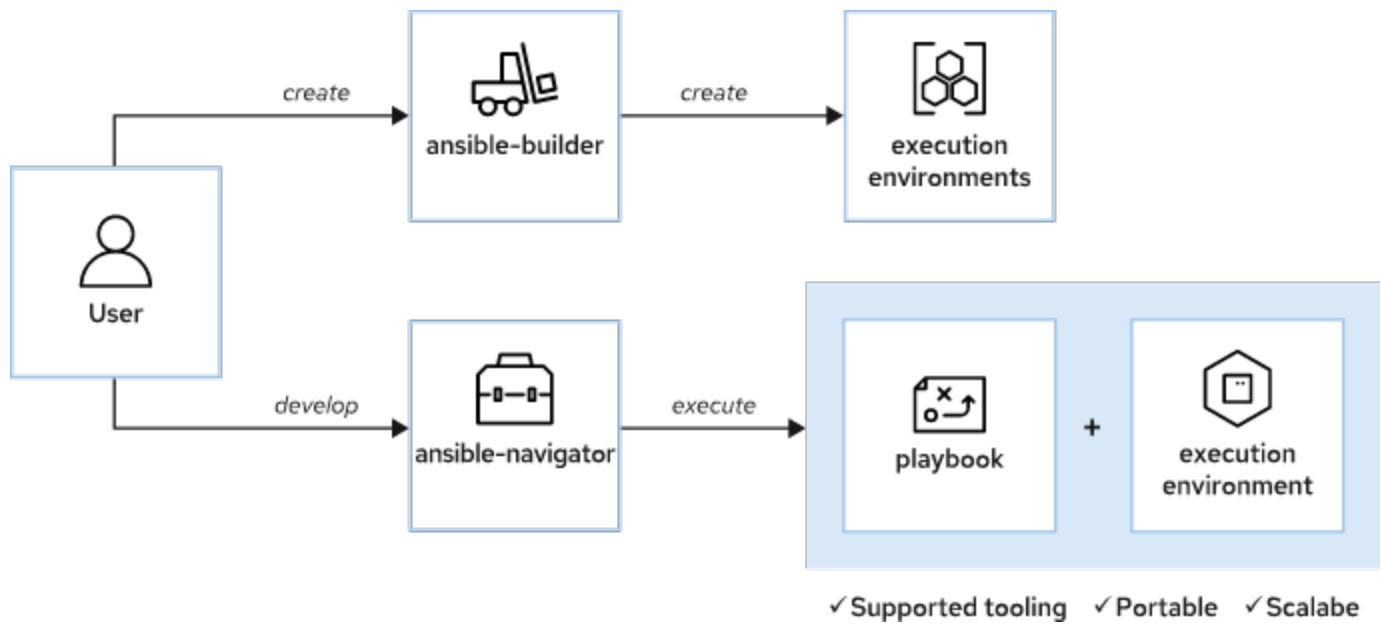 create
create
ansible-builder
execution
environments
User
develop
execute
ansible-navigator
playbook
+
execution
environment
✓Supported tooling ✓Portable ✓Scalabe